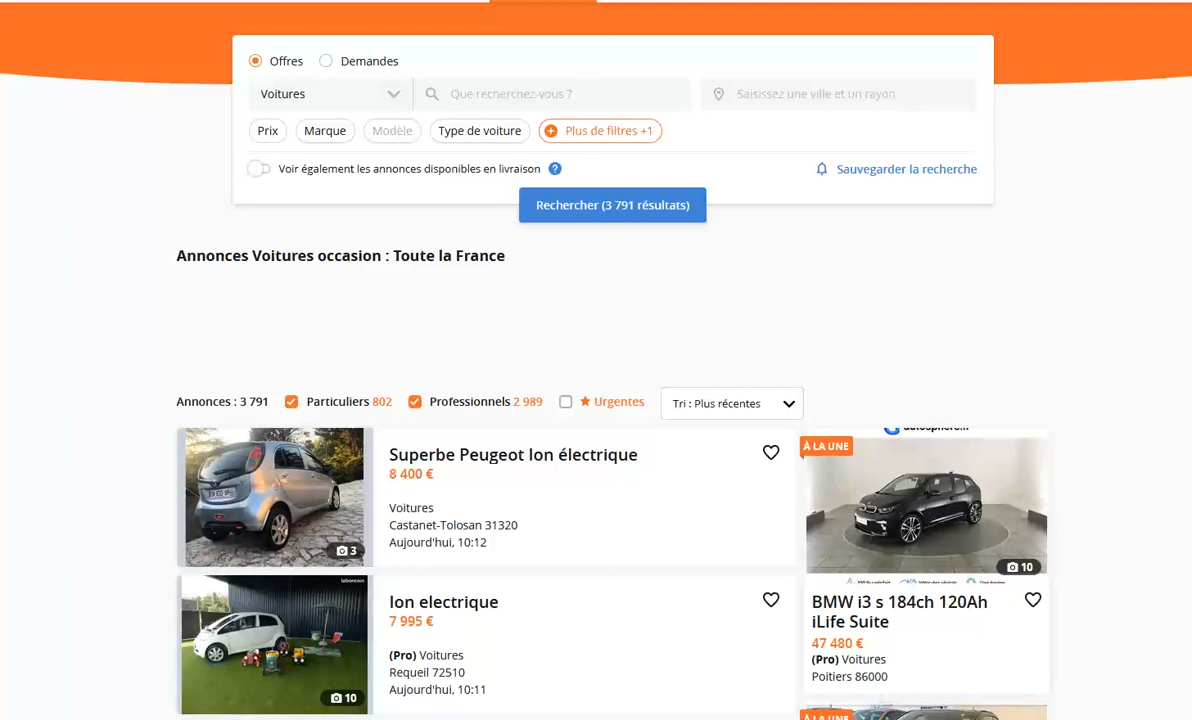 Offres Demandes
Voitures Que recherchez-vous ? Saisissez une ville et un rayon
Prix Marque Modèle Type de voiture Plus de filtres +1
Voir également les annonces disponibles en livraison ? Sauvegarder la recherche
Rechercher (3 791 résultats)
Annonces Voitures occasion : Toute la France
Annonces : 3 791 Particuliers 802 Professionnels 2 989 Urgentes Tri : Plus récentes
Superbe Peugeot Ion électrique
8 400 €
Voitures
Castanet-Tolosan 31320
Aujourd'hui, 10:12
3
leboncoin
Ion electrique
7 995 €
(Pro) Voitures
Requeil 72510
Aujourd'hui, 10:11
10
À LA UNE
10
BMW i3 s 184ch 120Ah
iLife Suite
47 480 €
(Pro) Voitures
Poitiers 86000
À LA UNE